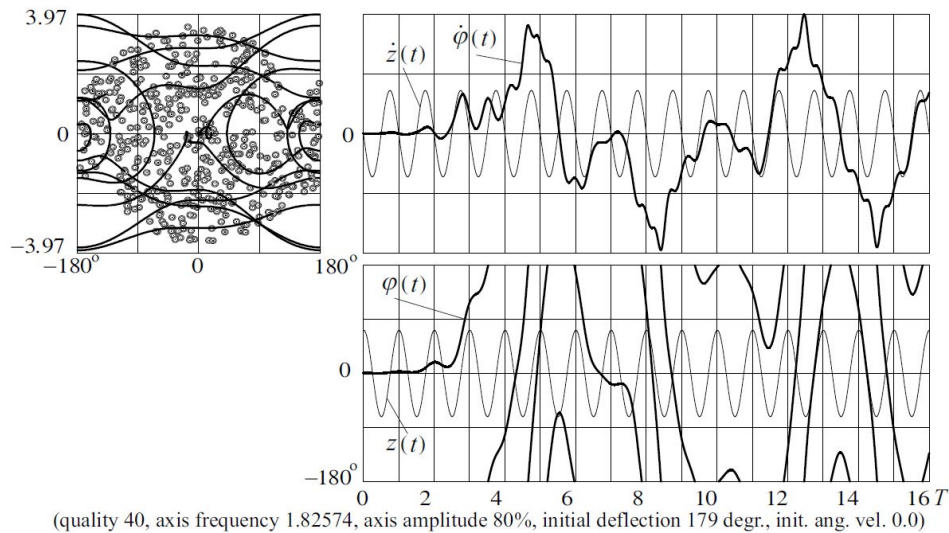 3.97
0
−3.97
−180°
0
180°
ż(t)
φ̇(t)
0
180°
φ(t)
0
z(t)
−180°
0 2 4 6 8 10 12 14 16 T
(quality 40, axis frequency 1.82574, axis amplitude 80%, initial deflection 179 degr., init. ang. vel. 0.0)